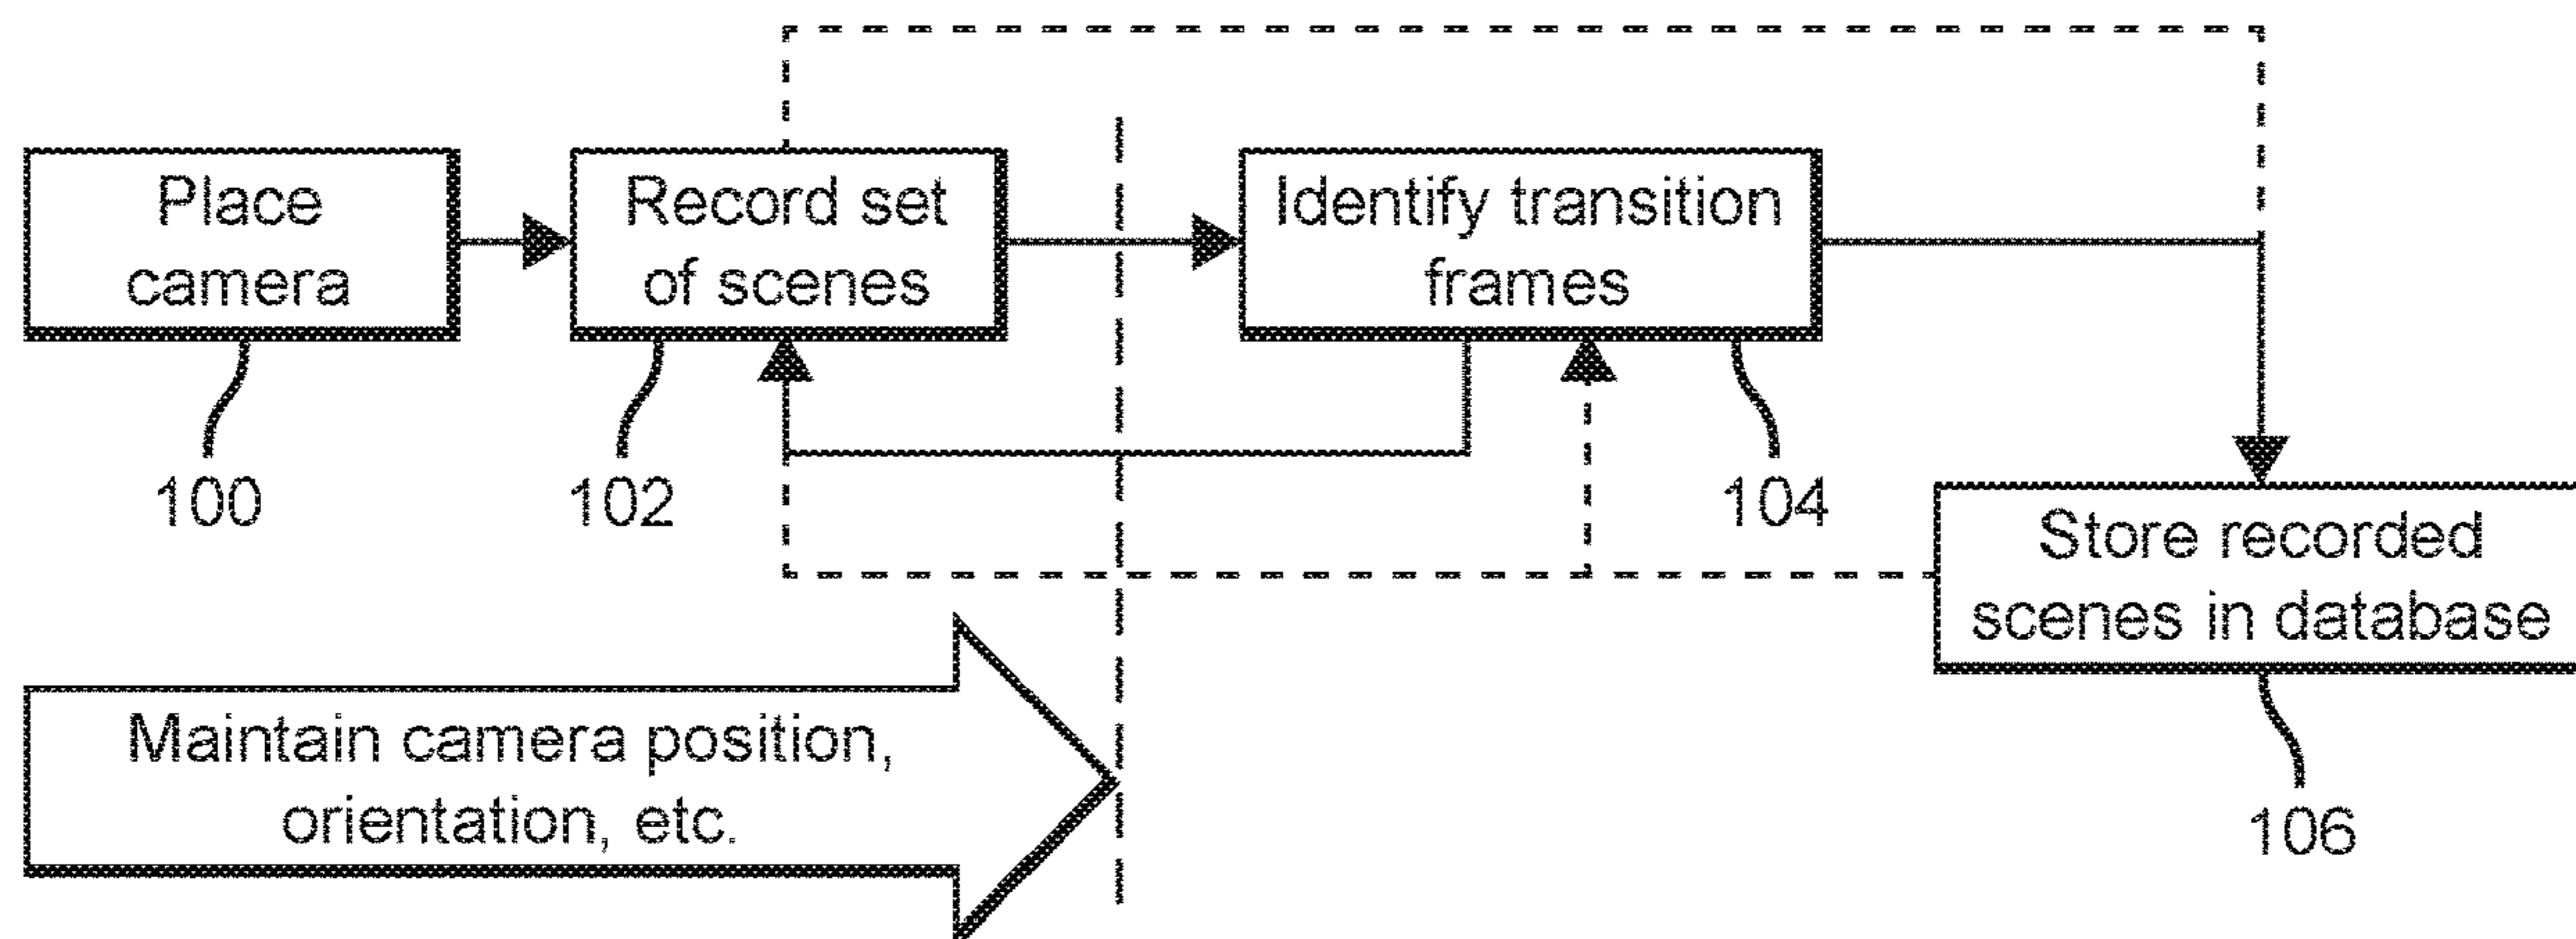 Place
camera
Record set
of scenes
Identify transition
frames
100
102
104
Store recorded
scenes in database
Maintain camera position,
orientation, etc.
106